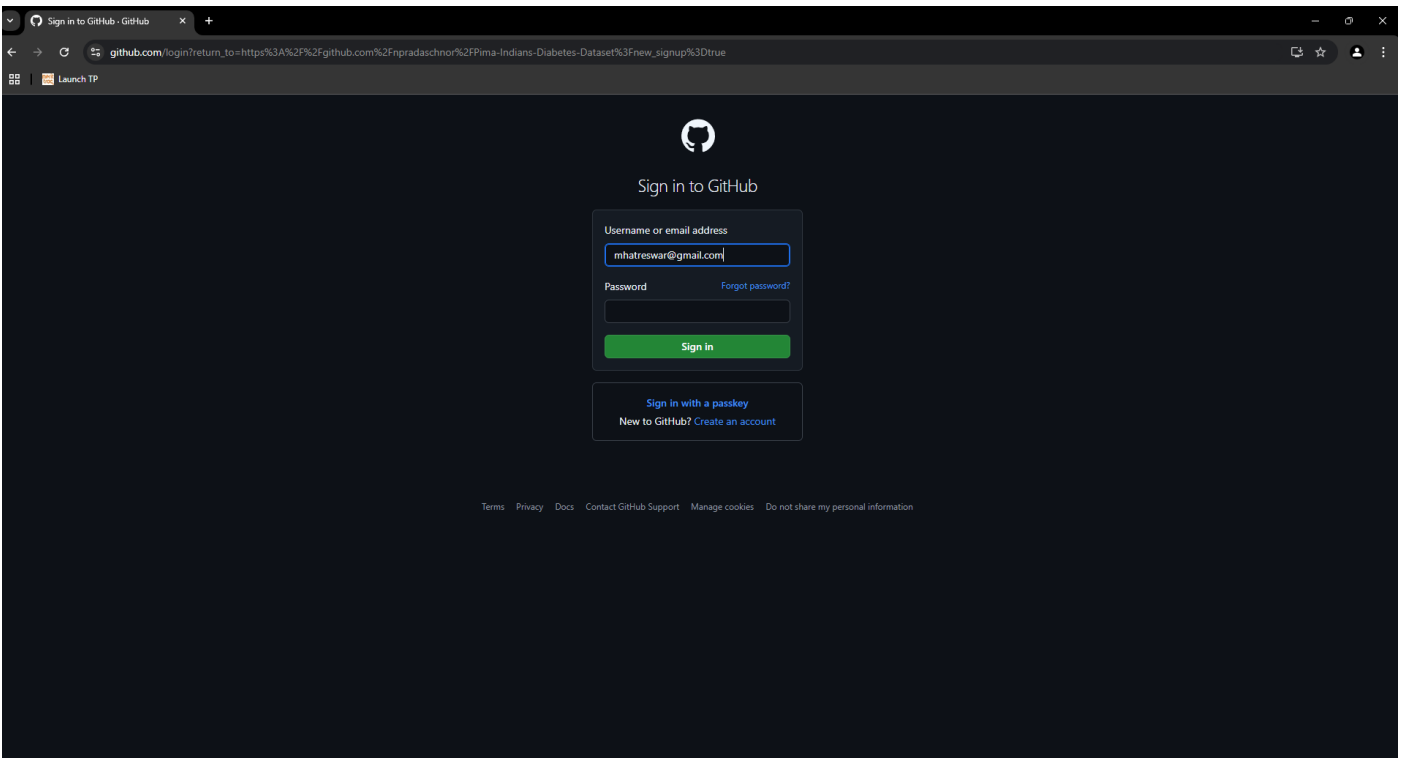 Sign in to GitHub · GitHub
github.com/login?return_to=https%3A%2F%2Fgithub.com%2Fnpradaschnor%2FPima-Indians-Diabetes-Dataset%3Fnew_signup%3Dtrue
Launch TP
Sign in to GitHub
Username or email address
mhatreswar@gmail.com
Password Forgot password?
Sign in
Sign in with a passkey
New to GitHub? Create an account
Terms Privacy Docs Contact GitHub Support Manage cookies Do not share my personal information